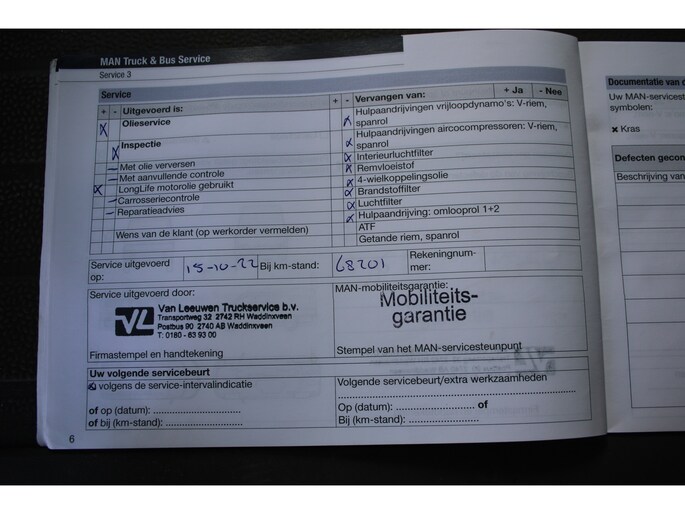 MAN Truck & Bus Service
Service 3
Service
+ - Uitgevoerd is:
Olieservice
Inspectie
Met olie verversen
Met aanvullende controle
LongLife motorolie gebruikt
Carrosseriecontrole
Reparatieadvies
Wens van de klant (op werkorder vermelden)
+ - Vervangen van: + Ja - Nee
Hulpaandrijvingen vrijloopdynamo's: V-riem,
spanrol
Hulpaandrijvingen aircocompressoren: V-riem,
spanrol
Interieurluchtfilter
Remvloeistof
4-wielkoppelingsolie
Brandstoffilter
Luchtfilter
Hulpaandrijving: omlooprol 1+2
ATF
Getande riem, spanrol
Service uitgevoerd
op:
15-10-22
Bij km-stand:
68201
Rekeningnum-
mer:
Service uitgevoerd door:
VL
Van Leeuwen Truckservice b.v.
Transportweg 32 2742 RH Waddinxveen
Postbus 90 2740 AB Waddinxveen
T: 0180 - 63 93 00
Firmastempel en handtekening
MAN-mobiliteitsgarantie:
Mobiliteits-
garantie
Stempel van het MAN-servicesteunpunt
Uw volgende servicebeurt
volgens de service-intervalindicatie
of op (datum): ..............................
of bij (km-stand): ..........................
Volgende servicebeurt/extra werkzaamheden
Op (datum): ............................ of
Bij (km-stand): ............................
6
Documentatie van
Uw MAN-servicest
symbolen:
x Kras
Defecten gecon
Beschrijving van